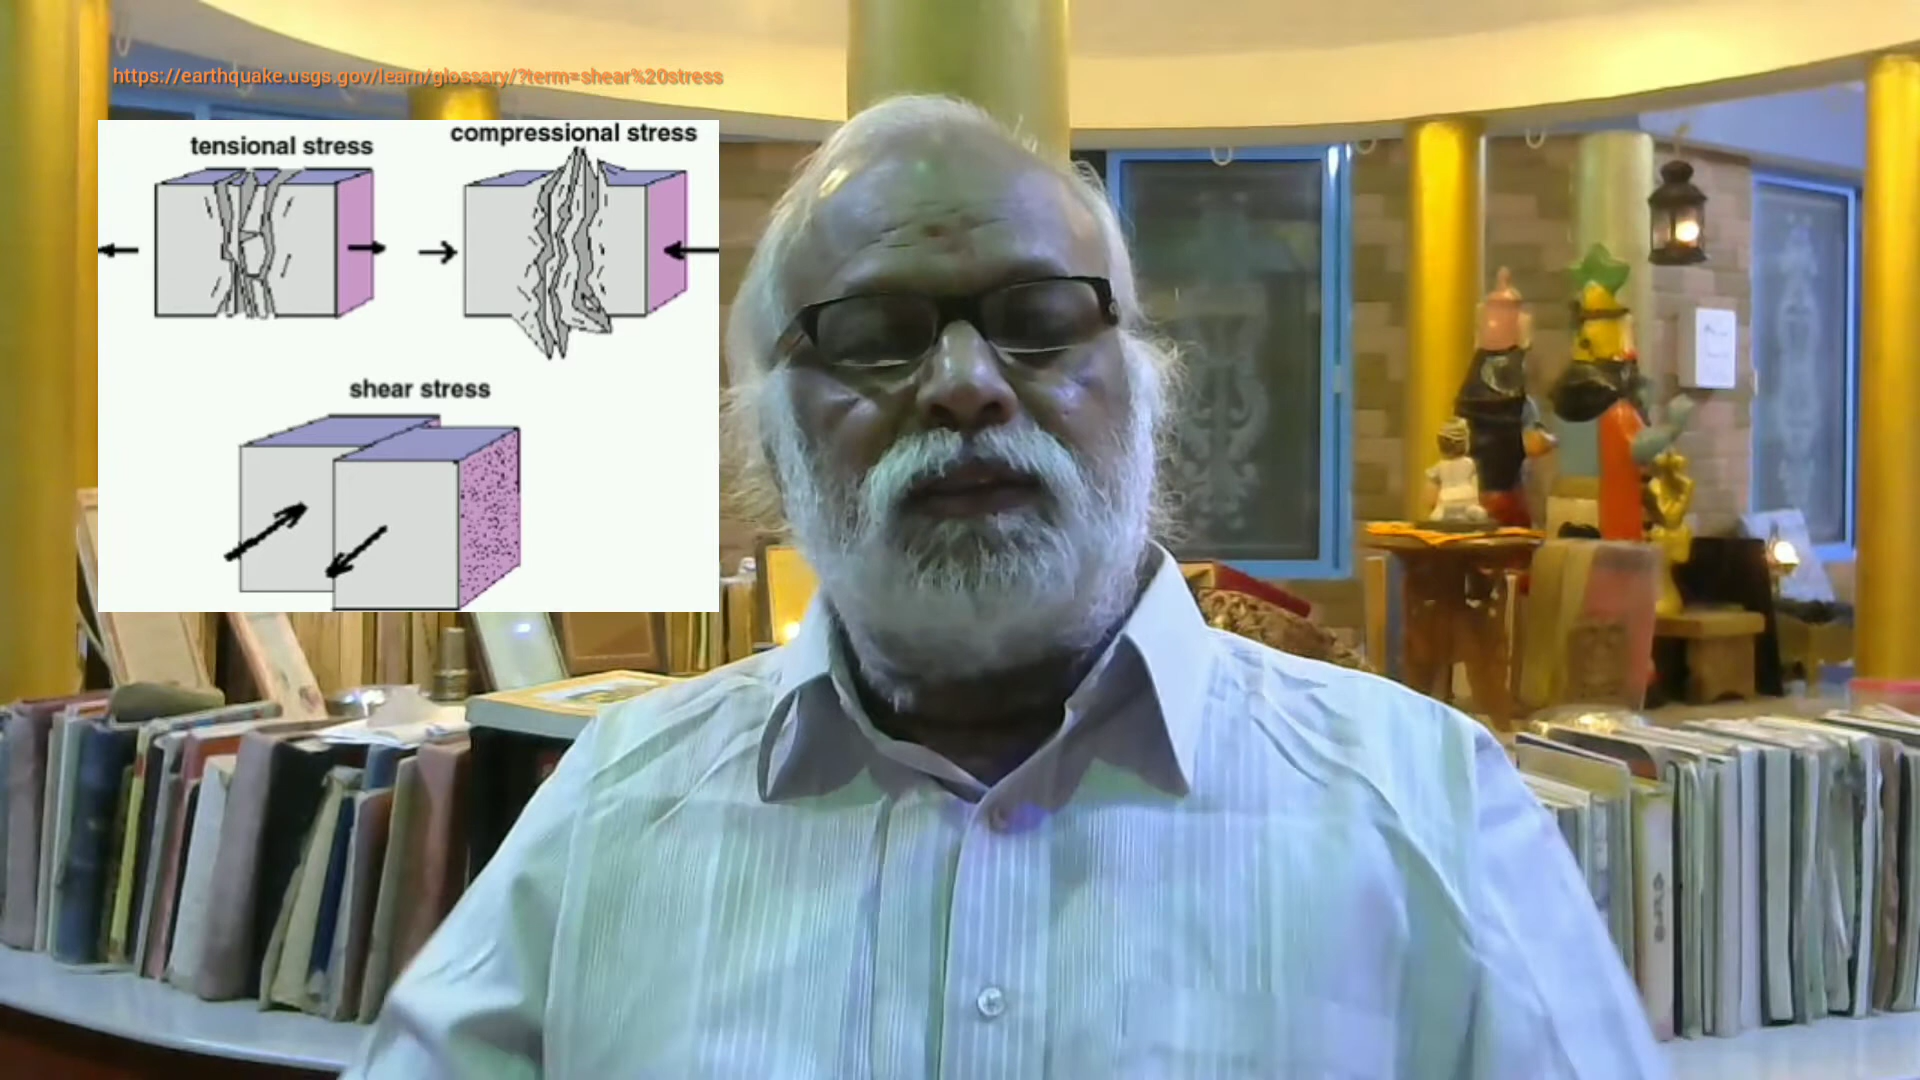 https://earthquake.usgs.gov/learn/glossary/?term=shear%20stress
tensional stress
compressional stress
shear stress